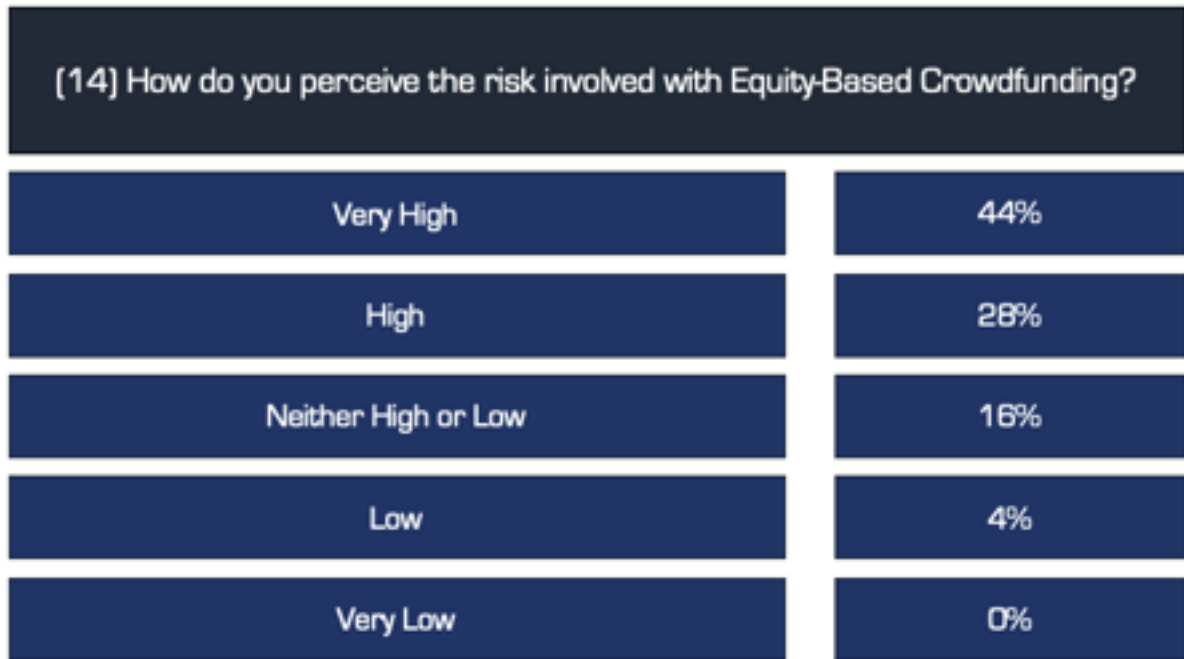 (14) How do you perceive the risk involved with Equity-Based Crowdfunding?
Very High 44%
High 28%
Neither High or Low 16%
Low 4%
Very Low 0%